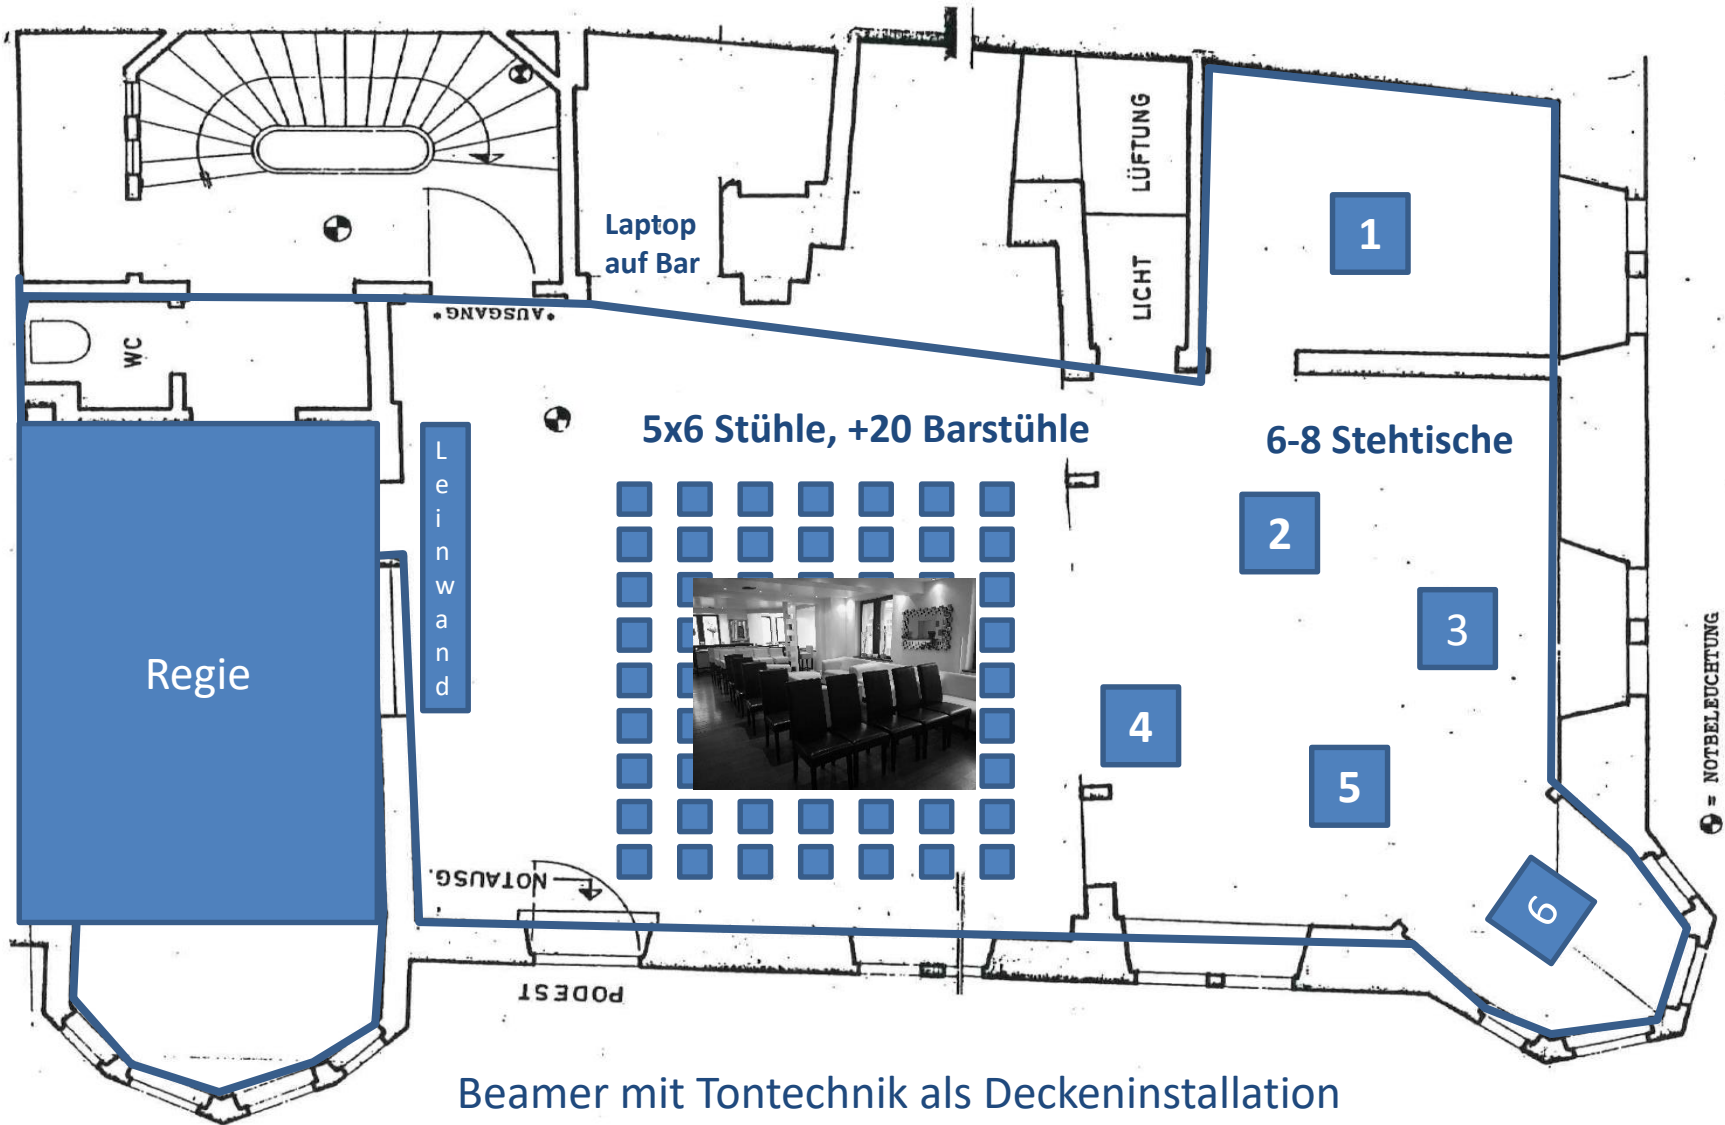 LÜFTUNG
Laptop
auf Bar
1
LICHT
*AUSGANG*
WC
5x6 Stühle, +20 Barstühle
6-8 Stehtische
Leinwand
2
3
Regie
4
5
= NOTBELEUCHTUNG
NOTAUSG.
6
PODEST
Beamer mit Tontechnik als Deckeninstallation